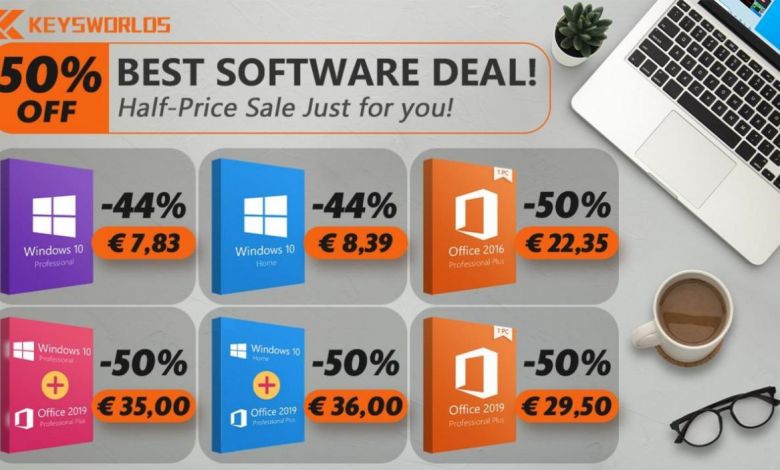 KEYSWORLDS
50%
OFF
BEST SOFTWARE DEAL!
Half-Price Sale Just for you!
Windows 10
Professional
-44%
€ 7,83
Windows 10
Home
-44%
€ 8,39
1 PC
Office 2016
Professional Plus
-50%
€ 22,35
Windows 10
Professional
Office 2019
Professional Plus
-50%
€ 35,00
Windows 10
Home
Office 2019
Professional Plus
-50%
€ 36,00
1 PC
Office 2019
Professional Plus
-50%
€ 29,50